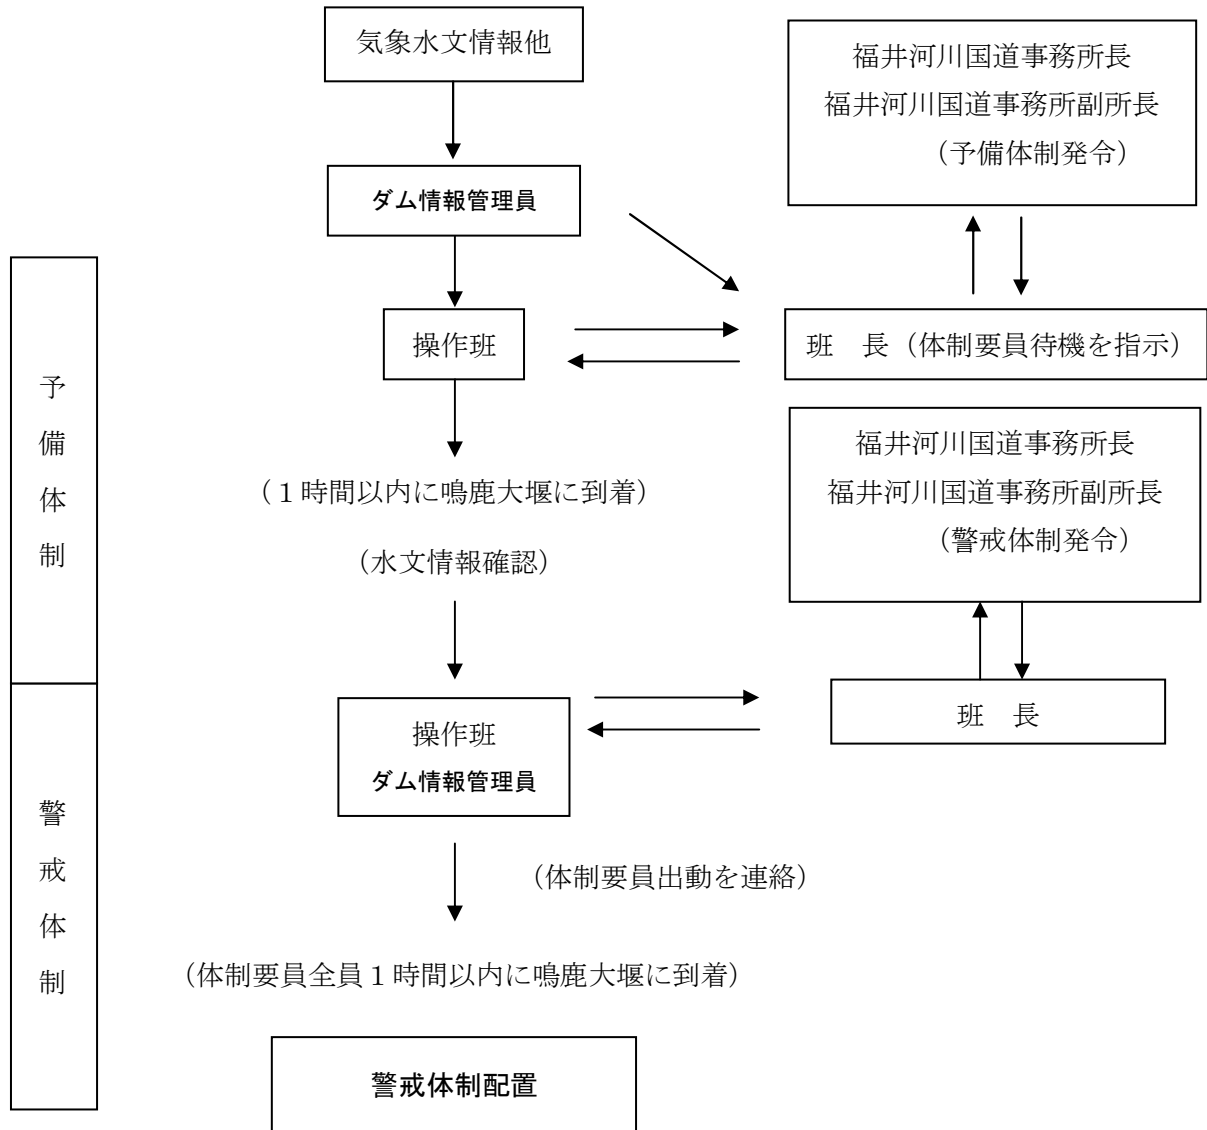 気象水文情報他
福井河川国道事務所長
福井河川国道事務所副所長
（予備体制発令）
ダム情報管理員
操作班
班　長（体制要員待機を指示）
予備体制
（１時間以内に鳴鹿大堰に到着）
（水文情報確認）
福井河川国道事務所長
福井河川国道事務所副所長
（警戒体制発令）
操作班
ダム情報管理員
班　長
警戒体制
（体制要員出動を連絡）
（体制要員全員１時間以内に鳴鹿大堰に到着）
警戒体制配置